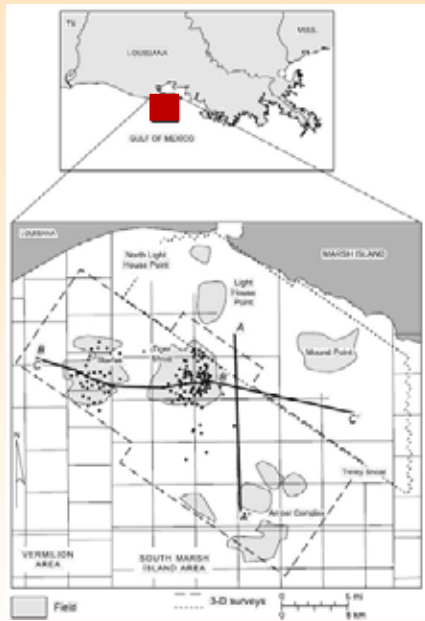 TX
MISS.
LOUISIANA
GULF OF MEXICO
LOUISIANA
MARSH ISLAND
North Light
House Point
Light
House
Point
Mound Point
A
B
C
Starfak
Tiger
Shoal
B'
C'
N
Trinity Shoal
A'
Amber Complex
VERMILION
AREA
SOUTH MARSH
ISLAND AREA
Field
3-D surveys
0 5 mi
0 8 km